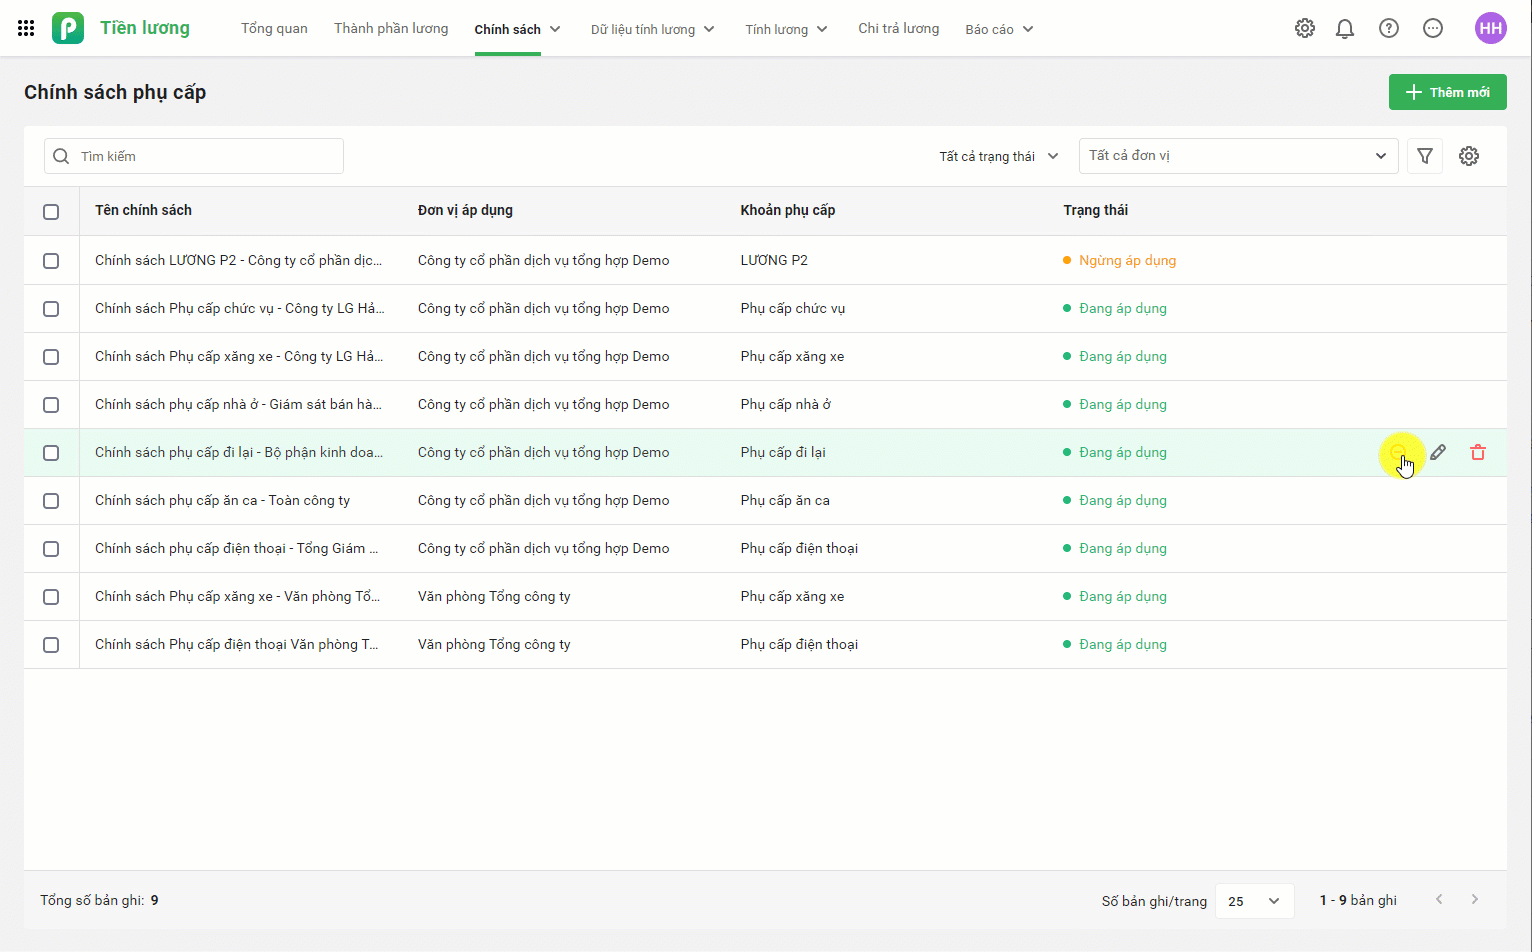 Tiền lương
Tổng quan
Thành phần lương
Chính sách
Dữ liệu tính lương
Tính lương
Chi trả lương
Báo cáo
HH
Chính sách phụ cấp
Thêm mới
Tìm kiếm
Tất cả trạng thái
Tất cả đơn vị
Tên chính sách Đơn vị áp dụng Khoản phụ cấp Trạng thái
Chính sách LƯƠNG P2 - Công ty cổ phần dịc... Công ty cổ phần dịch vụ tổng hợp Demo LƯƠNG P2 Ngừng áp dụng
Chính sách Phụ cấp chức vụ - Công ty LG Hả... Công ty cổ phần dịch vụ tổng hợp Demo Phụ cấp chức vụ Đang áp dụng
Chính sách Phụ cấp xăng xe - Công ty LG Hả... Công ty cổ phần dịch vụ tổng hợp Demo Phụ cấp xăng xe Đang áp dụng
Chính sách phụ cấp nhà ở - Giám sát bán hà... Công ty cổ phần dịch vụ tổng hợp Demo Phụ cấp nhà ở Đang áp dụng
Chính sách phụ cấp đi lại - Bộ phận kinh doa... Công ty cổ phần dịch vụ tổng hợp Demo Phụ cấp đi lại Đang áp dụng
Chính sách phụ cấp ăn ca - Toàn công ty Công ty cổ phần dịch vụ tổng hợp Demo Phụ cấp ăn ca Đang áp dụng
Chính sách phụ cấp điện thoại - Tổng Giám ... Công ty cổ phần dịch vụ tổng hợp Demo Phụ cấp điện thoại Đang áp dụng
Chính sách Phụ cấp xăng xe - Văn phòng Tổ... Văn phòng Tổng công ty Phụ cấp xăng xe Đang áp dụng
Chính sách Phụ cấp điện thoại Văn phòng T... Văn phòng Tổng công ty Phụ cấp điện thoại Đang áp dụng
Tổng số bản ghi: 9
Số bản ghi/trang 25
1 - 9 bản ghi